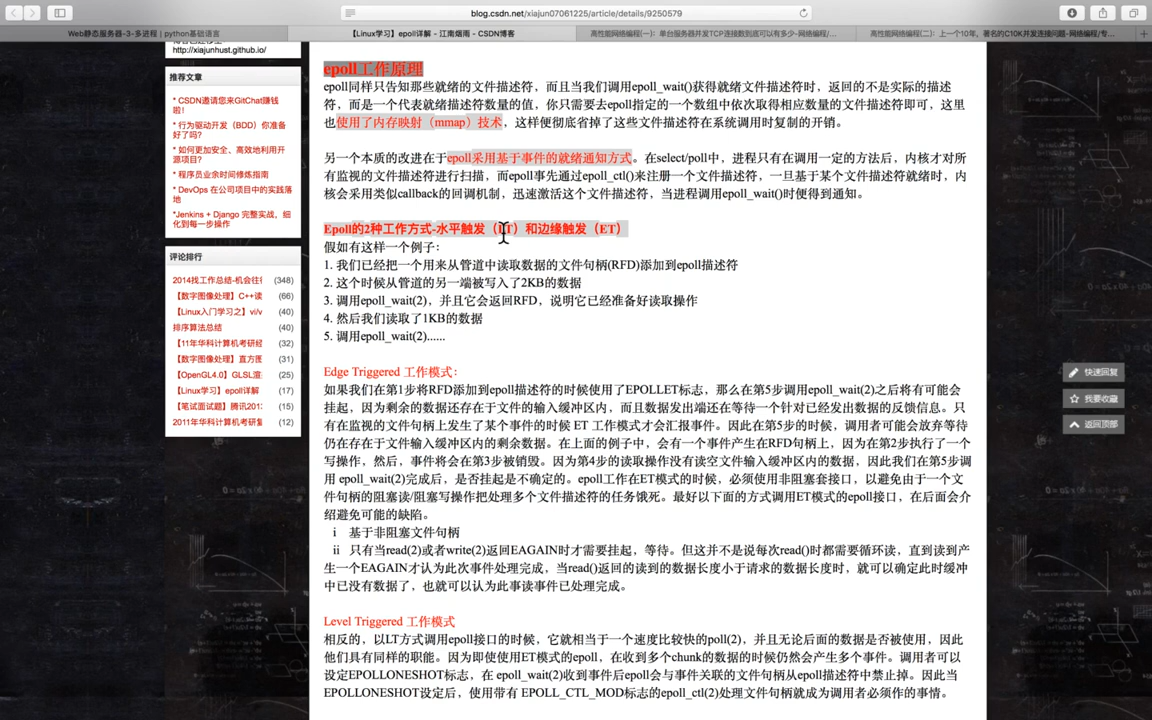 blog.csdn.net/xiajun07061225/article/details/9250579
Web静态服务器-3-多进程 | python基础语言
【Linux学习】epoll详解 - 江南烟雨 - CSDN博客
高性能网络编程(一): 单台服务器并发TCP连接数到底可以有多少-网络编程/...
高性能网络编程(二): 上一个10年，著名的C10K并发连接问题-网络编程/专...
http://xiajunhust.github.io/
推荐文章
* CSDN邀请您来GitChat赚钱
啦！
* 行为驱动开发（BDD）你准备
好了吗?
* 如何更加安全、高效地利用开
源项目?
* 程序员业余时间修炼指南
* DevOps 在公司项目中的实践落
地
*Jenkins + Django 完整实战，细
化到每一步操作
评论排行
2014找工作总结-机会往 (348)
【数字图像处理】C++读 (66)
【Linux入门学习之】vi/v (40)
排序算法总结 (40)
【11年华科计算机考研经 (32)
【数字图像处理】直方图 (31)
【OpenGL4.0】GLSL渲 (25)
【Linux学习】epoll详解 (17)
【笔试面试题】腾讯201 (15)
2011年华科计算机考研复 (12)
epoll工作原理
epoll同样只告知那些就绪的文件描述符，而且当我们调用epoll_wait()获得就绪文件描述符时，返回的不是实际的描述
符，而是一个代表就绪描述符数量的值，你只需要去epoll指定的一个数组中依次取得相应数量的文件描述符即可，这里
也使用了内存映射（mmap）技术，这样便彻底省掉了这些文件描述符在系统调用时复制的开销。
另一个本质的改进在于epoll采用基于事件的就绪通知方式。在select/poll中，进程只有在调用一定的方法后，内核才对所
有监视的文件描述符进行扫描，而epoll事先通过epoll_ctl()来注册一个文件描述符，一旦基于某个文件描述符就绪时，内
核会采用类似callback的回调机制，迅速激活这个文件描述符，当进程调用epoll_wait()时便得到通知。
Epoll的2种工作方式-水平触发（LT）和边缘触发（ET）
假如有这样一个例子：
1. 我们已经把一个用来从管道中读取数据的文件句柄(RFD)添加到epoll描述符
2. 这个时候从管道的另一端被写入了2KB的数据
3. 调用epoll_wait(2)，并且它会返回RFD，说明它已经准备好读取操作
4. 然后我们读取了1KB的数据
5. 调用epoll_wait(2)......
Edge Triggered 工作模式：
如果我们在第1步将RFD添加到epoll描述符的时候使用了EPOLLET标志，那么在第5步调用epoll_wait(2)之后将有可能会
挂起，因为剩余的数据还存在于文件的输入缓冲区内，而且数据发出端还在等待一个针对已经发出数据的反馈信息。只
有在监视的文件句柄上发生了某个事件的时候 ET 工作模式才会汇报事件。因此在第5步的时候，调用者可能会放弃等待
仍在存在于文件输入缓冲区内的剩余数据。在上面的例子中，会有一个事件产生在RFD句柄上，因为在第2步执行了一个
写操作，然后，事件将会在第3步被销毁。因为第4步的读取操作没有读空文件输入缓冲区内的数据，因此我们在第5步调
用 epoll_wait(2)完成后，是否挂起是不确定的。epoll工作在ET模式的时候，必须使用非阻塞套接口，以避免由于一个文
件句柄的阻塞读/阻塞写操作把处理多个文件描述符的任务饿死。最好以下面的方式调用ET模式的epoll接口，在后面会介
绍避免可能的缺陷。
i 基于非阻塞文件句柄
ii 只有当read(2)或者write(2)返回EAGAIN时才需要挂起，等待。但这并不是说每次read()时都需要循环读，直到读到产
生一个EAGAIN才认为此次事件处理完成，当read()返回的读到的数据长度小于请求的数据长度时，就可以确定此时缓冲
中已没有数据了，也就可以认为此事读事件已处理完成。
Level Triggered 工作模式
相反的，以LT方式调用epoll接口的时候，它就相当于一个速度比较快的poll(2)，并且无论后面的数据是否被使用，因此
他们具有同样的职能。因为即使使用ET模式的epoll，在收到多个chunk的数据的时候仍然会产生多个事件。调用者可以
设定EPOLLONESHOT标志，在 epoll_wait(2)收到事件后epoll会与事件关联的文件句柄从epoll描述符中禁止掉。因此当
EPOLLONESHOT设定后，使用带有 EPOLL_CTL_MOD标志的epoll_ctl(2)处理文件句柄就成为调用者必须作的事情。
快速回复
我要收藏
返回顶部